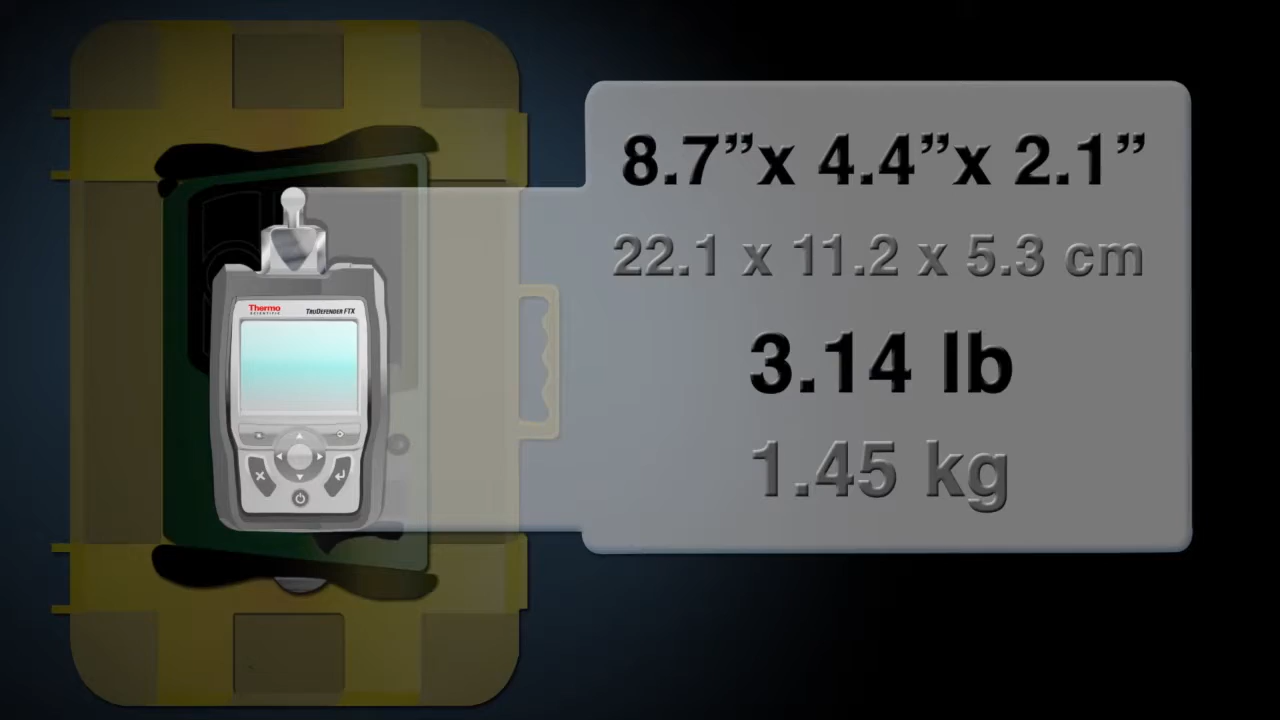 8.7”x 4.4”x 2.1”
22.1 x 11.2 x 5.3 cm
3.14 lb
1.45 kg
Thermo
SCIENTIFIC
TruDefender FTX